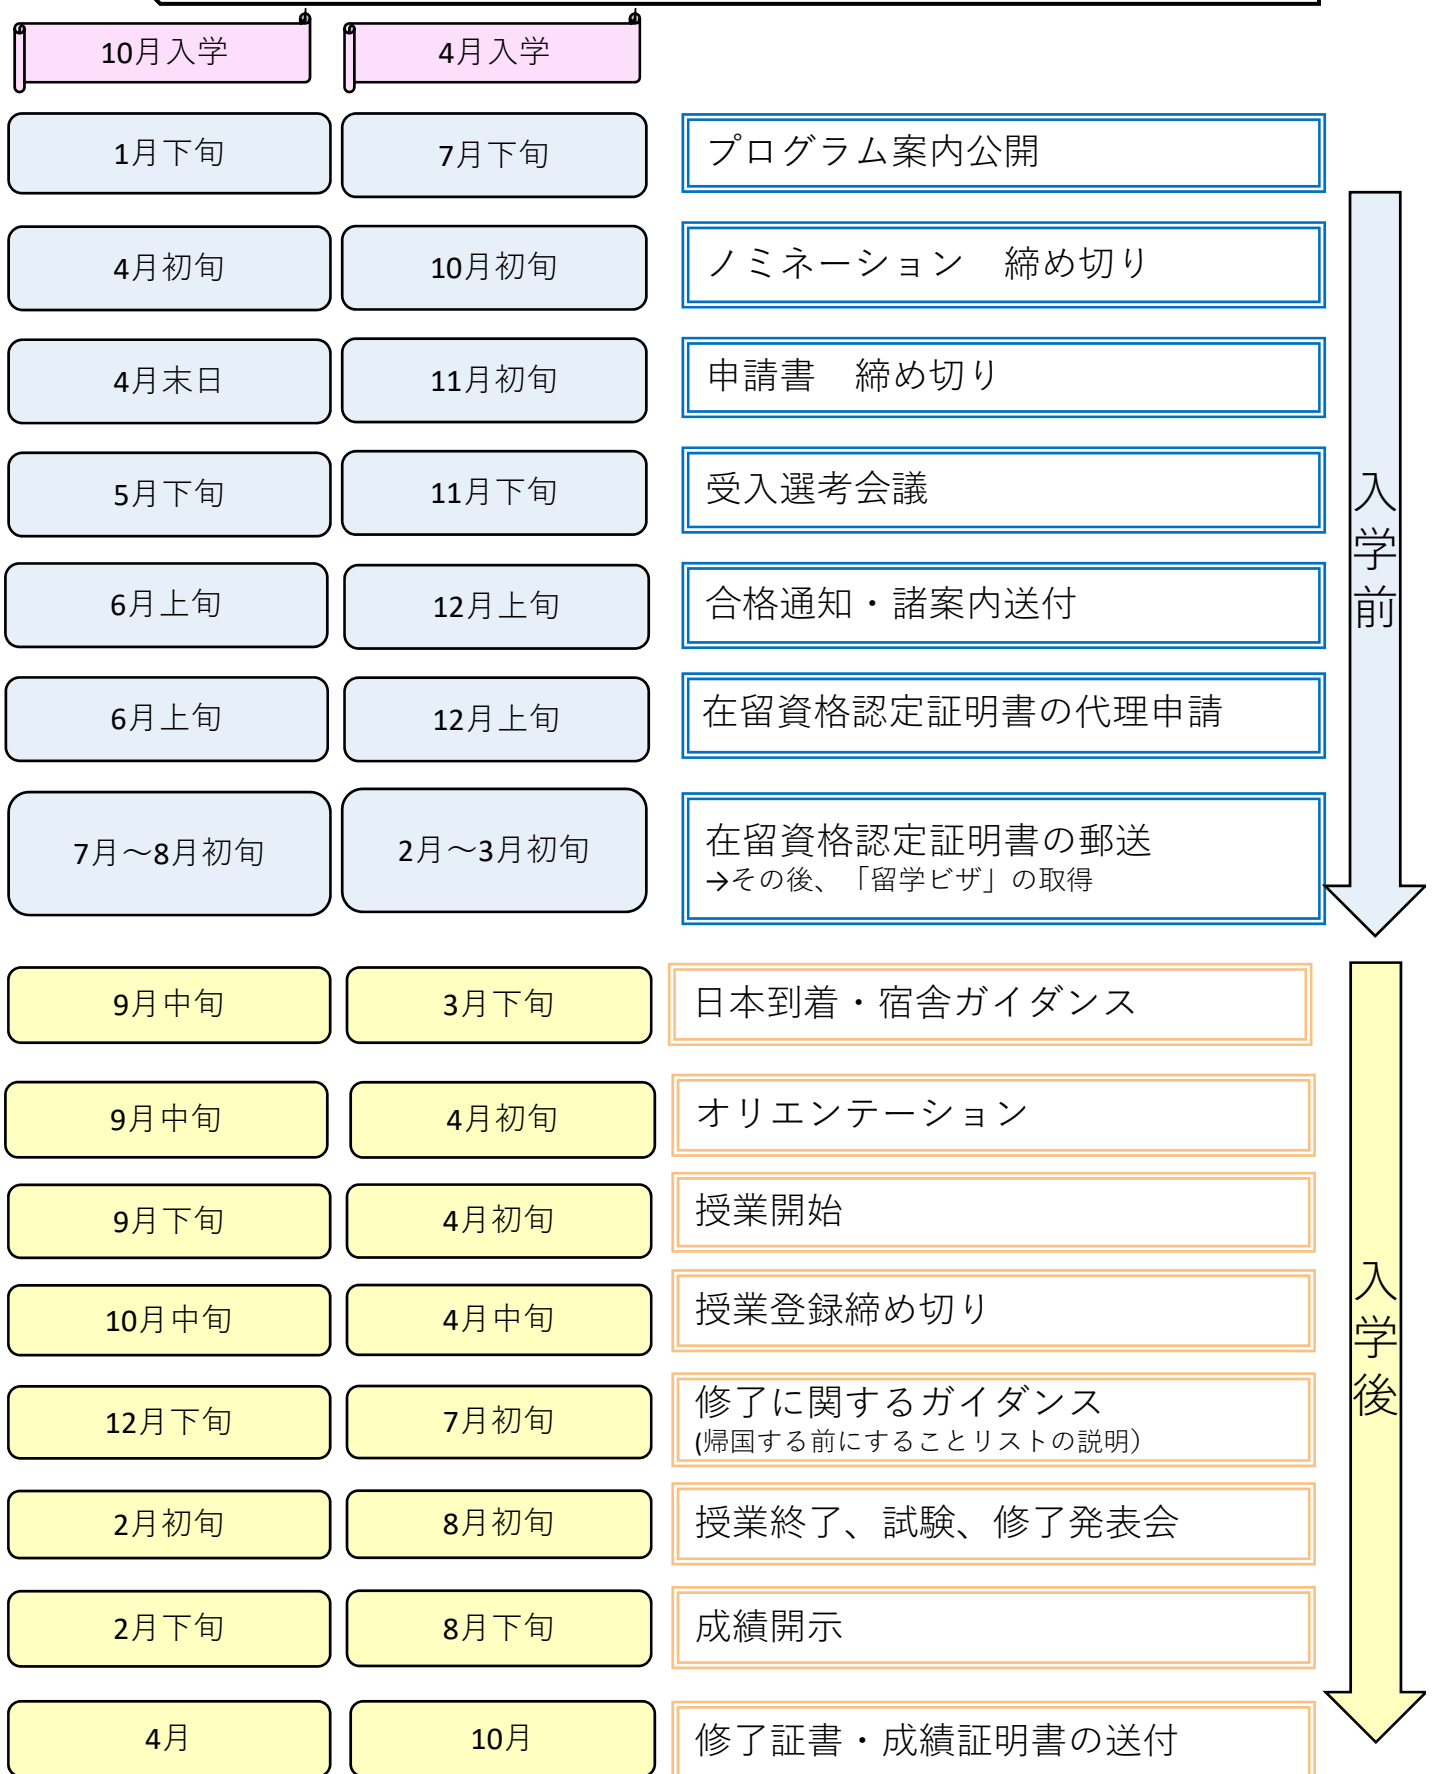 10月入学 4月入学
1月下旬 7月下旬 プログラム案内公開
4月初旬 10月初旬 ノミネーション　締め切り
4月末日 11月初旬 申請書　締め切り
5月下旬 11月下旬 受入選考会議
6月上旬 12月上旬 合格通知・諸案内送付
6月上旬 12月上旬 在留資格認定証明書の代理申請
7月～8月初旬 2月～3月初旬 在留資格認定証明書の郵送
→その後、「留学ビザ」の取得
入学前
9月中旬 3月下旬 日本到着・宿舎ガイダンス
9月中旬 4月初旬 オリエンテーション
9月下旬 4月初旬 授業開始
10月中旬 4月中旬 授業登録締め切り
12月下旬 7月初旬 修了に関するガイダンス
(帰国する前にすることリストの説明）
2月初旬 8月初旬 授業終了、試験、修了発表会
2月下旬 8月下旬 成績開示
4月 10月 修了証書・成績証明書の送付
入学後